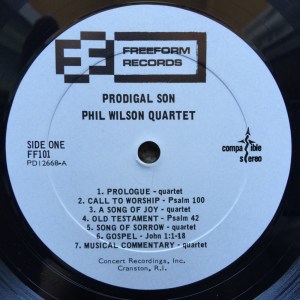 FREEFORM
RECORDS
PRODIGAL SON
PHIL WILSON QUARTET
SIDE ONE
FF101
PD12668-A
compatible
stereo
1. PROLOGUE - quartet
2. CALL TO WORSHIP - Psalm 100
3. A SONG OF JOY - quartet
4. OLD TESTAMENT - Psalm 42
5. SONG OF SORROW - quartet
6. GOSPEL - John 1:1-18
7. MUSICAL COMMENTARY - quartet
Concert Recordings, Inc.
Cranston, R.I.